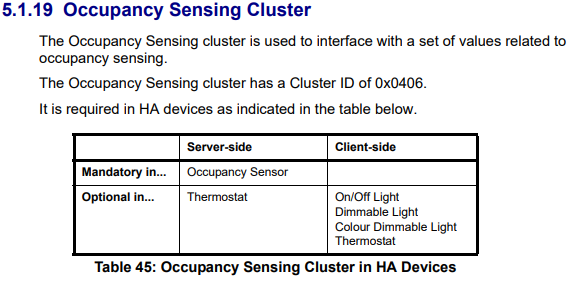 5.1.19 Occupancy Sensing Cluster
The Occupancy Sensing cluster is used to interface with a set of values related to
occupancy sensing.
The Occupancy Sensing cluster has a Cluster ID of 0x0406.
It is required in HA devices as indicated in the table below.
Server-side Client-side
Mandatory in... Occupancy Sensor
Optional in... Thermostat On/Off Light
Dimmable Light
Colour Dimmable Light
Thermostat
Table 45: Occupancy Sensing Cluster in HA Devices